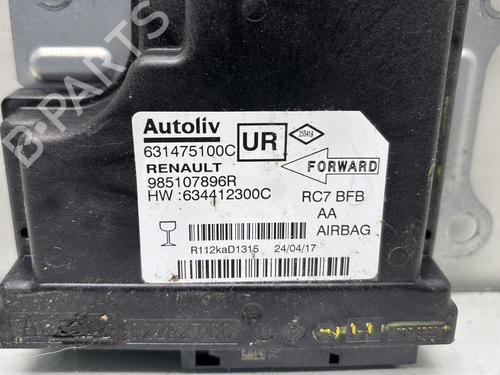 Autoliv
UR
631475100C
FORWARD
RENAULT
985107896R
RC7 BFB
HW :634412300C
AA
AIRBAG
R112kaD1315 24/04/17
B-PARTS